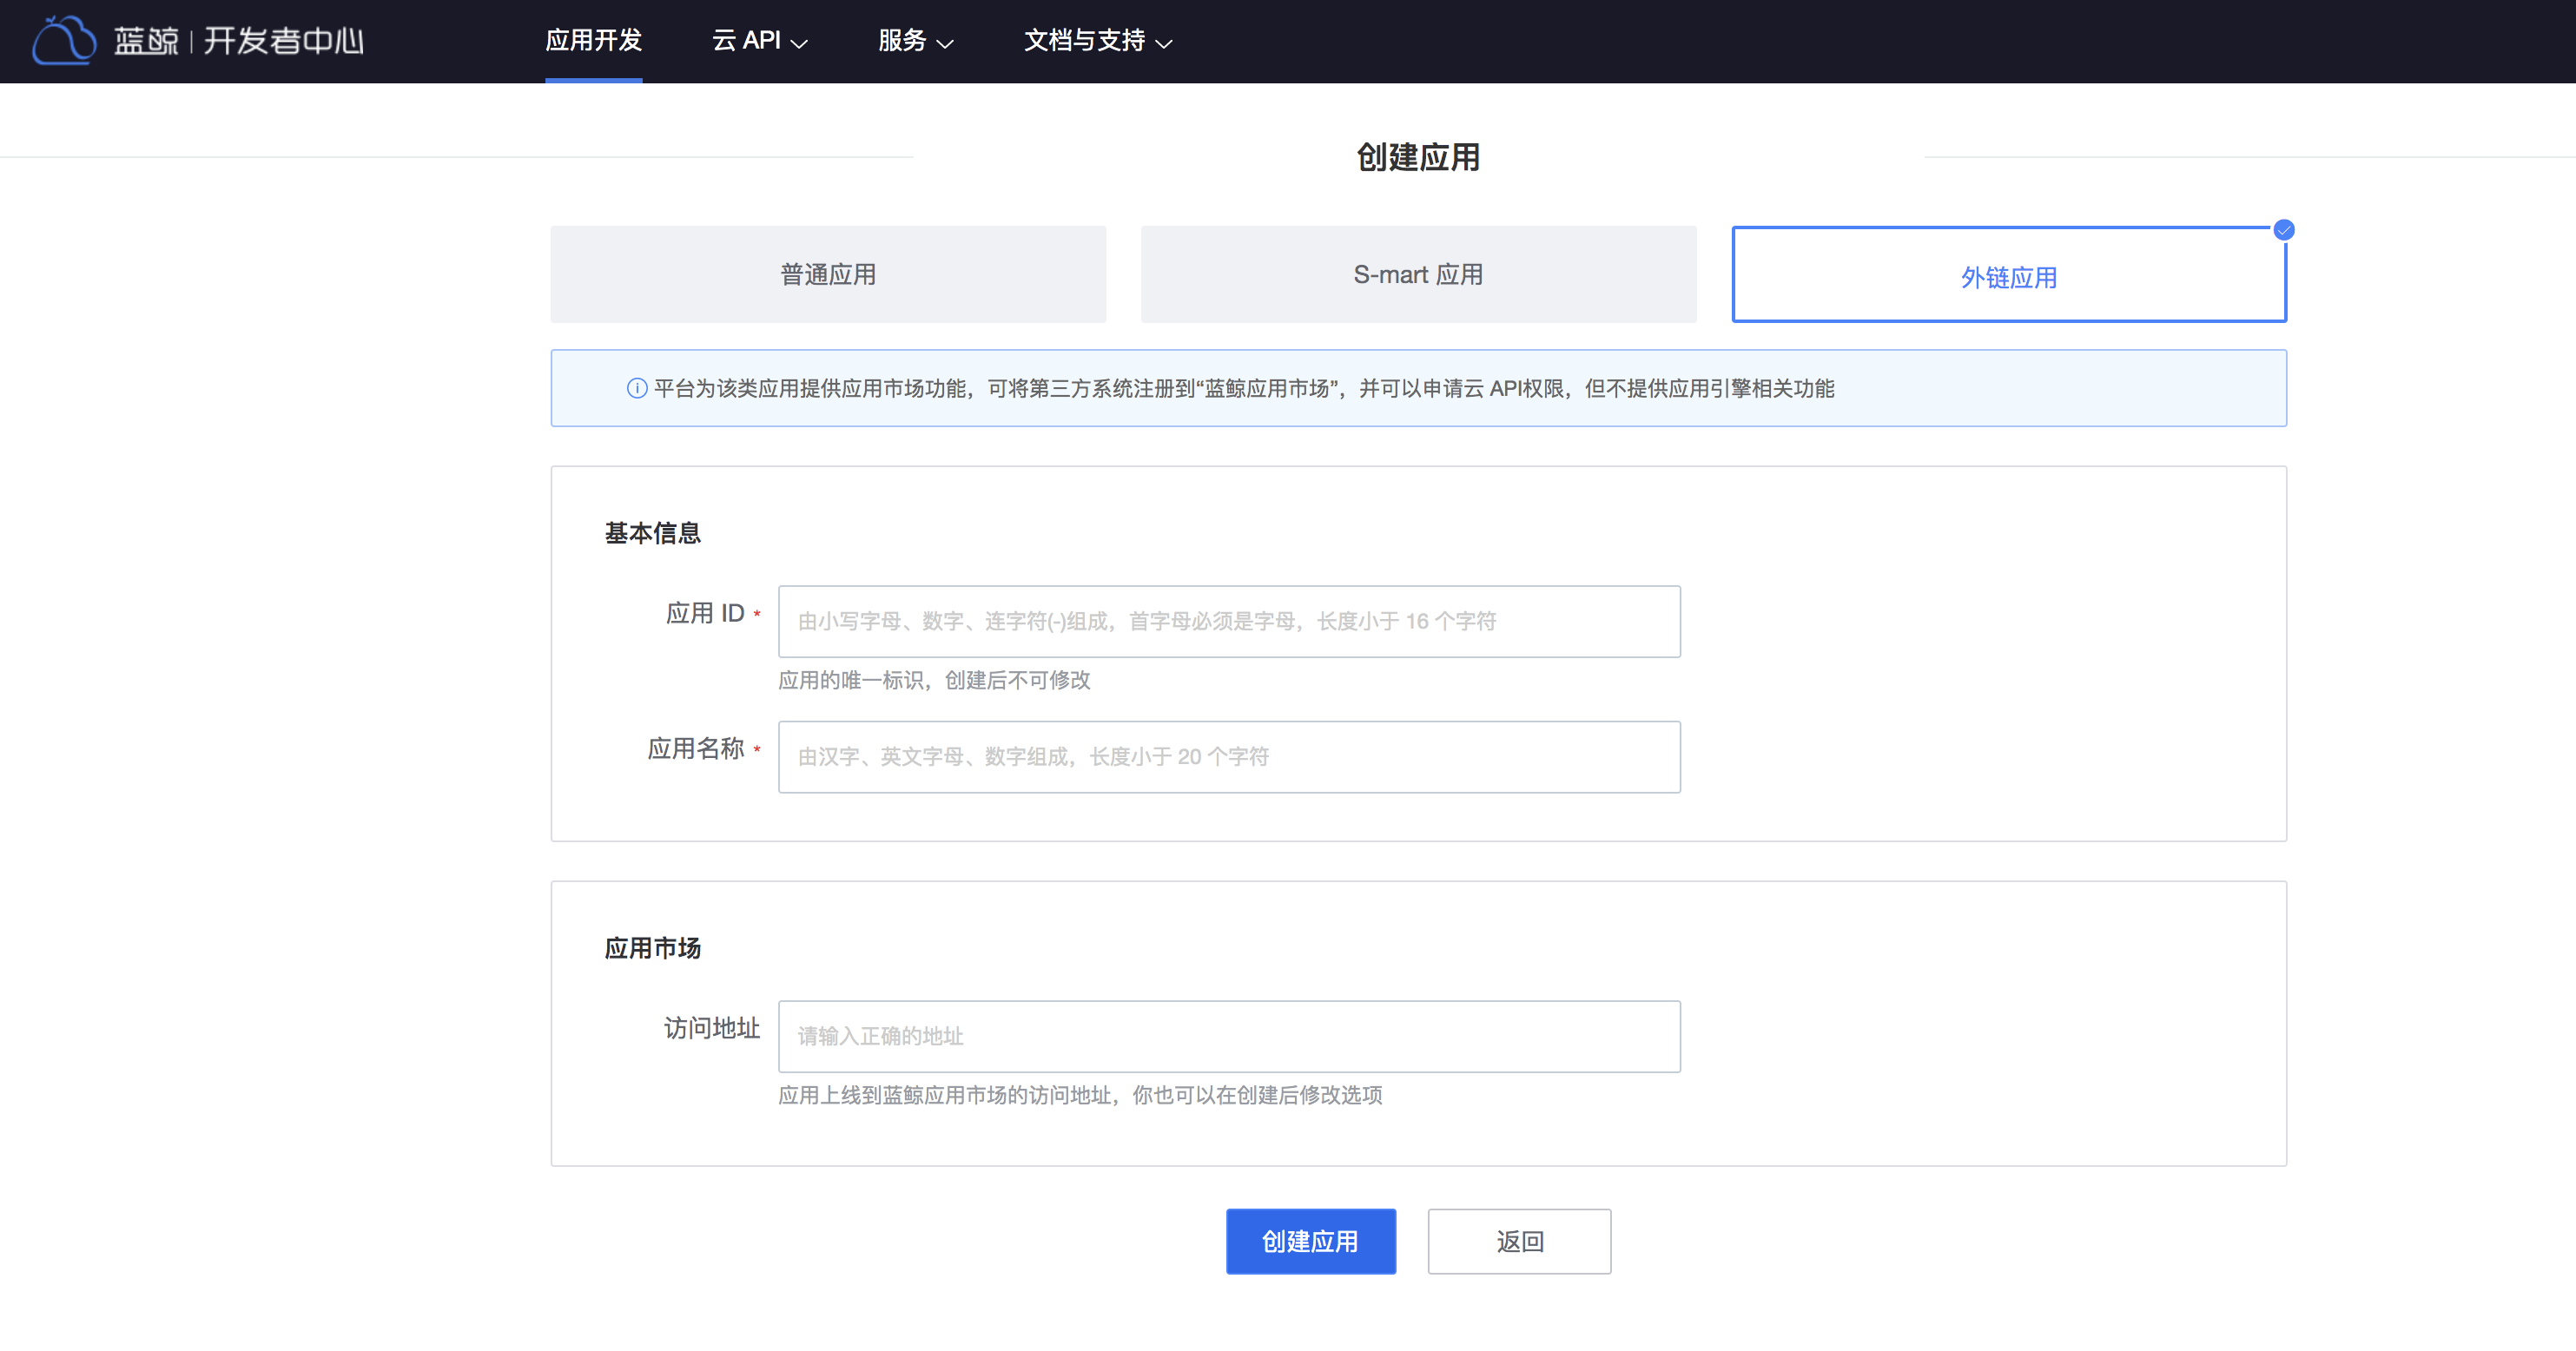 蓝鲸 | 开发者中心
应用开发
云 API
服务
文档与支持
创建应用
普通应用
S-mart 应用
外链应用
平台为该类应用提供应用市场功能，可将第三方系统注册到“蓝鲸应用市场”，并可以申请云 API权限，但不提供应用引擎相关功能
基本信息
应用 ID *
由小写字母、数字、连字符(-)组成，首字母必须是字母，长度小于 16 个字符
应用的唯一标识，创建后不可修改
应用名称 *
由汉字、英文字母、数字组成，长度小于 20 个字符
应用市场
访问地址
请输入正确的地址
应用上线到蓝鲸应用市场的访问地址，你也可以在创建后修改选项
创建应用
返回